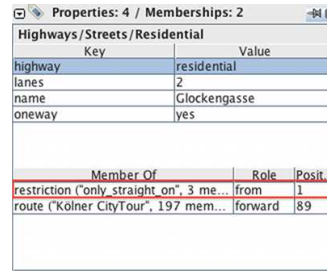 Properties: 4 / Memberships: 2
Highways/Streets/Residential
Key Value
highway residential
lanes 2
name Glockengasse
oneway yes
Member Of Role Posit.
restriction ("only_straight_on", 3 me... from 1
route ("Kölner CityTour", 197 mem... forward 89